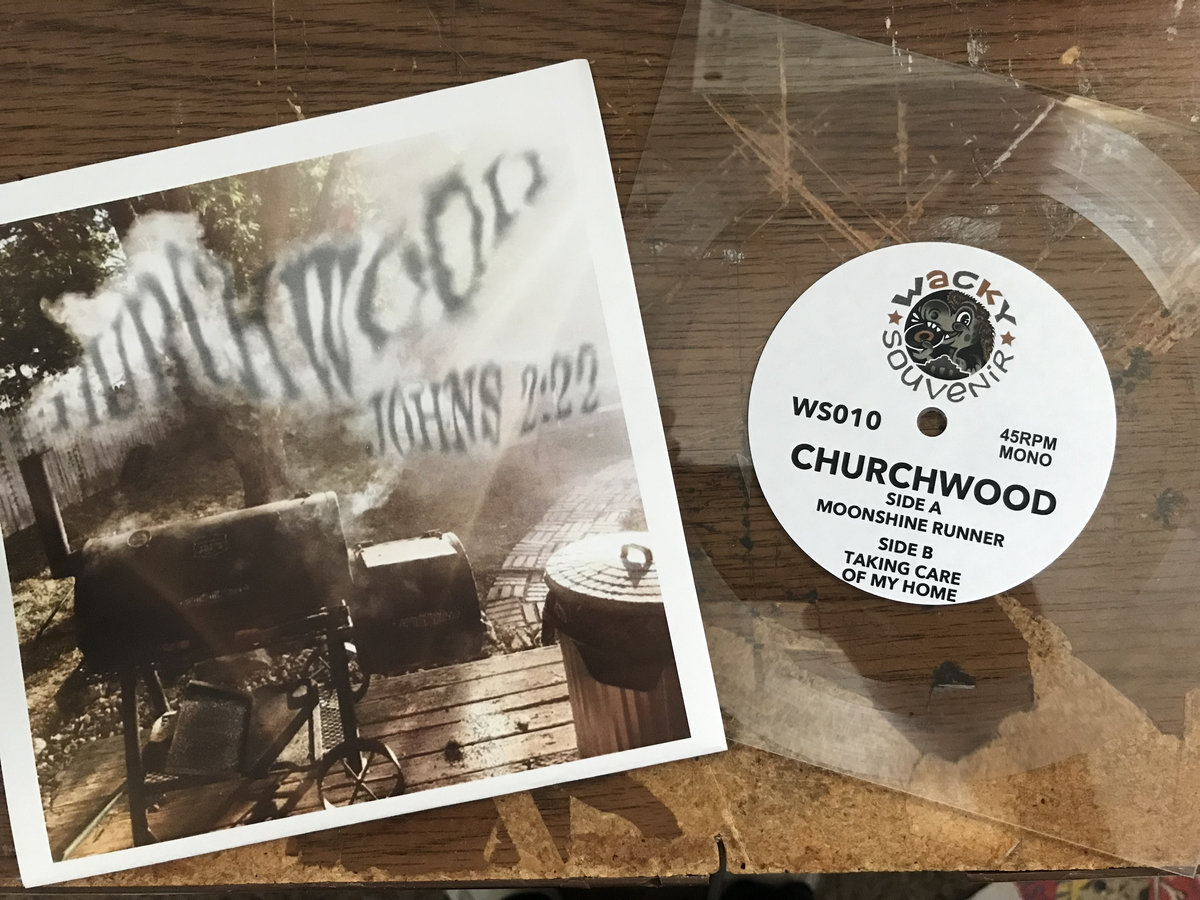 CHURCHWOOD
JOHNS 2:22
WACKY
SOUVENIR
WS010
45RPM
MONO
CHURCHWOOD
SIDE A
MOONSHINE RUNNER
SIDE B
TAKING CARE
OF MY HOME